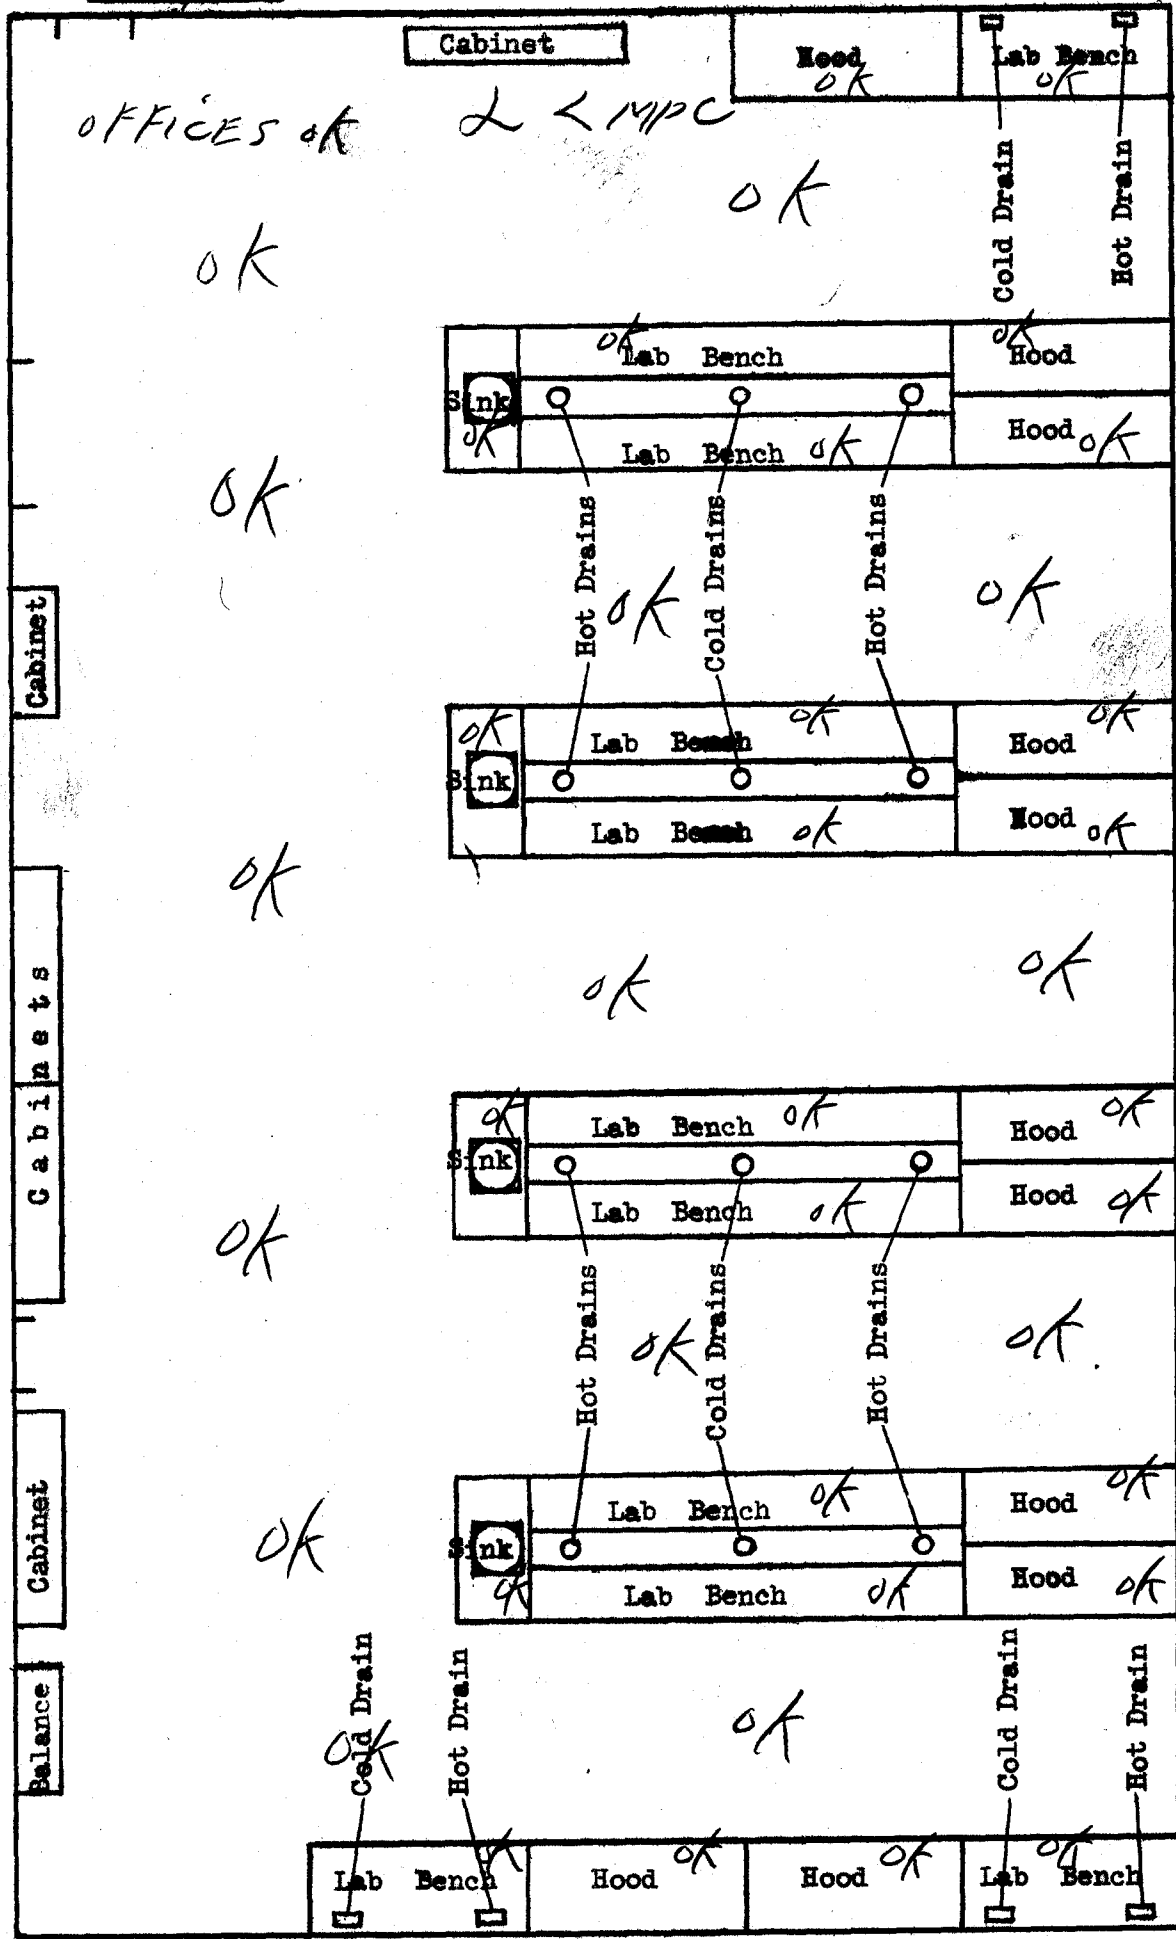 Cabinet
Hood
OK
Lab Bench
OK
OFFICES OK
α < MPC
OK
Cold Drain
Hot Drain
OK
OK
Lab Bench
OK
Hood
Sink
OK
Lab Bench OK
Hood OK
OK
Hot Drains
OK
Cold Drains
Hot Drains
OK
Cabinet
OK
Lab Bench
OK
Hood
OK
Sink
Lab Bench OK
Hood OK
OK
Cabinets
OK
OK
OK
Lab Bench OK
Hood
OK
Sink
Lab Bench OK
Hood OK
OK
Hot Drains
OK
Cold Drains
Hot Drains
OK
Cabinet
OK
Lab Bench OK
Hood
OK
Sink
OK
Lab Bench OK
Hood OK
Balance
Cold Drain
OK
Hot Drain
OK
Cold Drain
Hot Drain
Lab Bench
OK
Hood
OK
Hood
OK
Lab Bench
OK